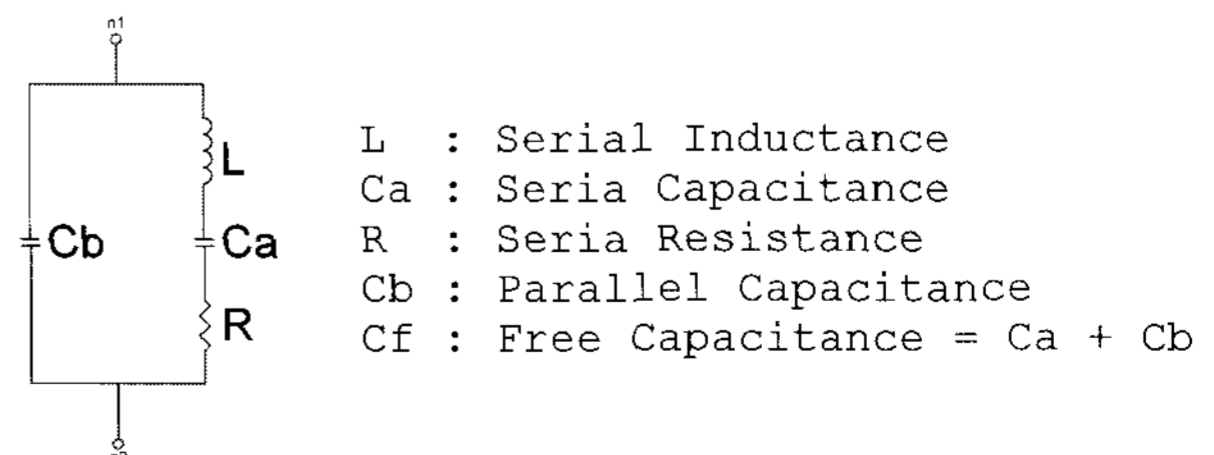 n1
L
Cb
Ca
R
L : Serial Inductance
Ca : Seria Capacitance
R : Seria Resistance
Cb : Parallel Capacitance
Cf : Free Capacitance = Ca + Cb